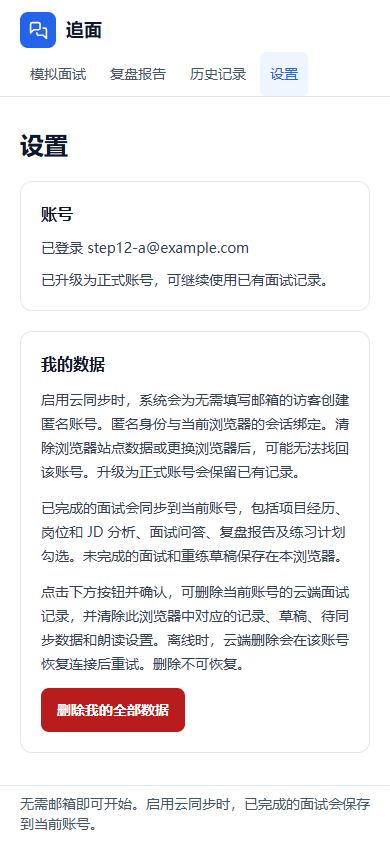 追面
模拟面试 复盘报告 历史记录 设置
设置
账号
已登录 step12-a@example.com
已升级为正式账号，可继续使用已有面试记录。
我的数据
启用云同步时，系统会为无需填写邮箱的访客创建
匿名账号。匿名身份与当前浏览器的会话绑定。清
除浏览器站点数据或更换浏览器后，可能无法找回
该账号。升级为正式账号会保留已有记录。
已完成的面试会同步到当前账号，包括项目经历、
岗位和 JD 分析、面试问答、复盘报告及练习计划
勾选。未完成的面试和重练草稿保存在本浏览器。
点击下方按钮并确认，可删除当前账号的云端面试
记录，并清除此浏览器中对应的记录、草稿、待同
步数据和朗读设置。离线时，云端删除会在该账号
恢复连接后重试。删除不可恢复。
删除我的全部数据
无需邮箱即可开始。启用云同步时，已完成的面试会保存
到当前账号。